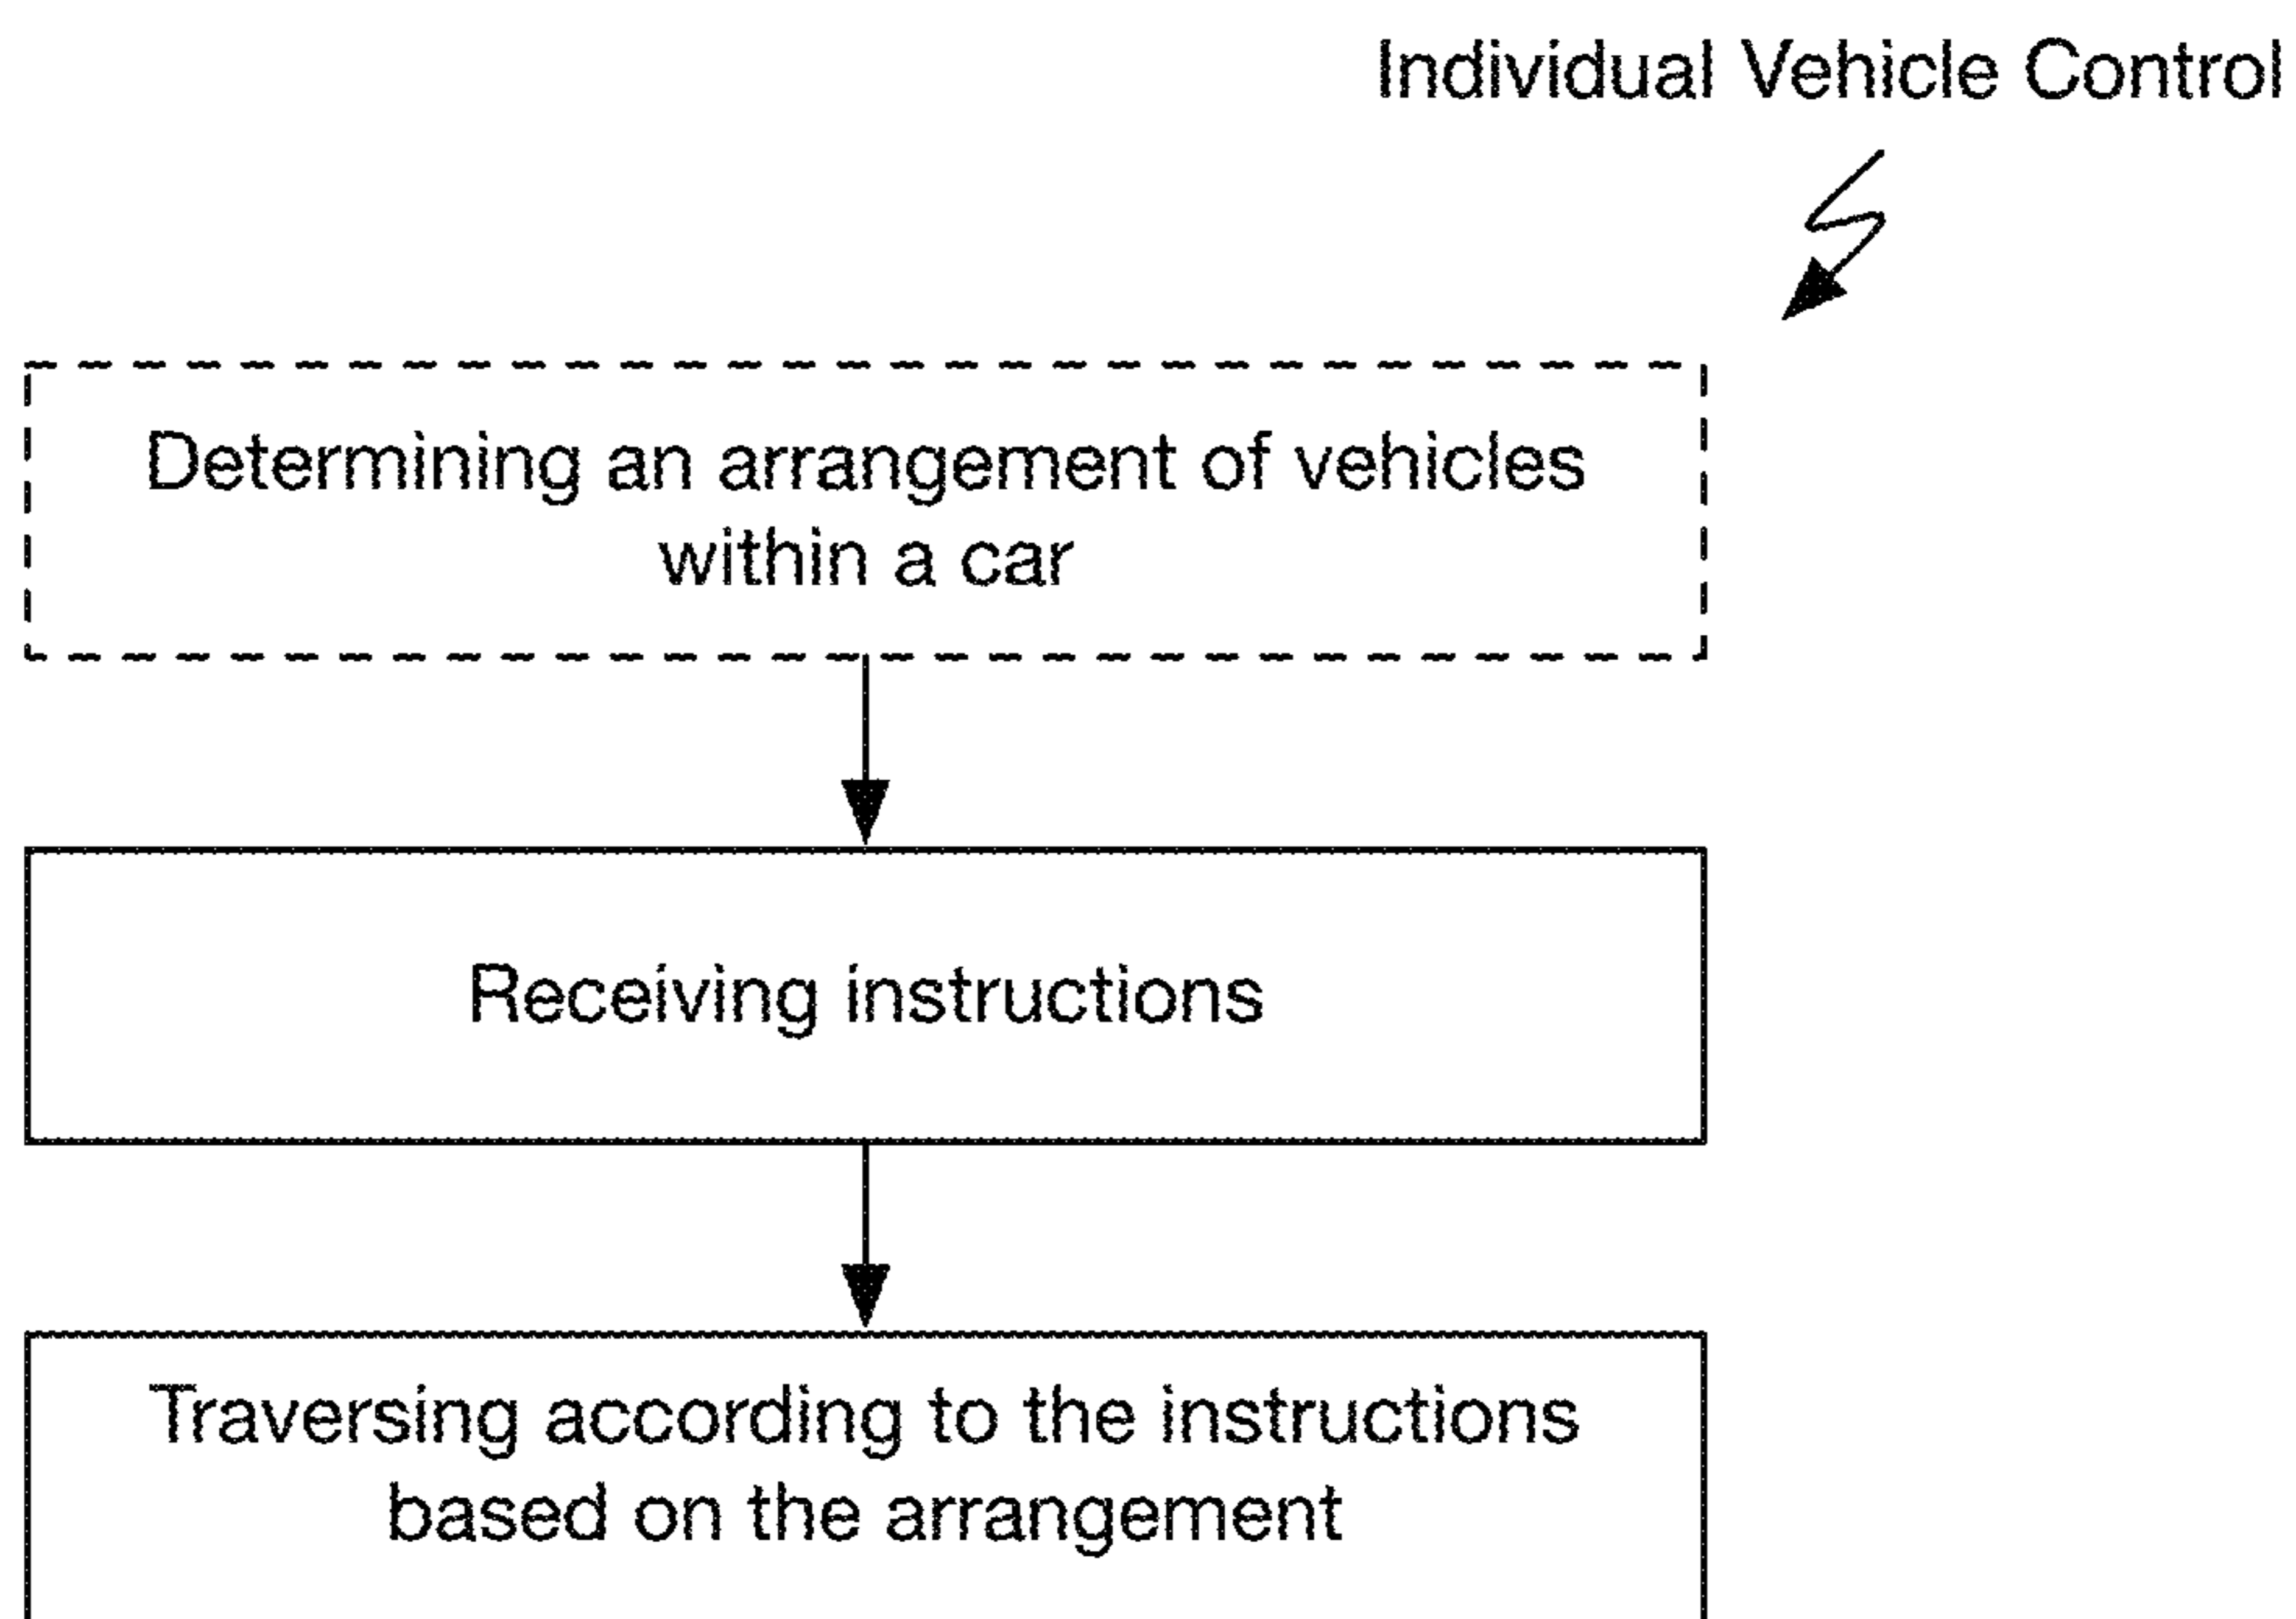 Individual Vehicle Control
Determining an arrangement of vehicles
within a car
Receiving instructions
Traversing according to the instructions
based on the arrangement